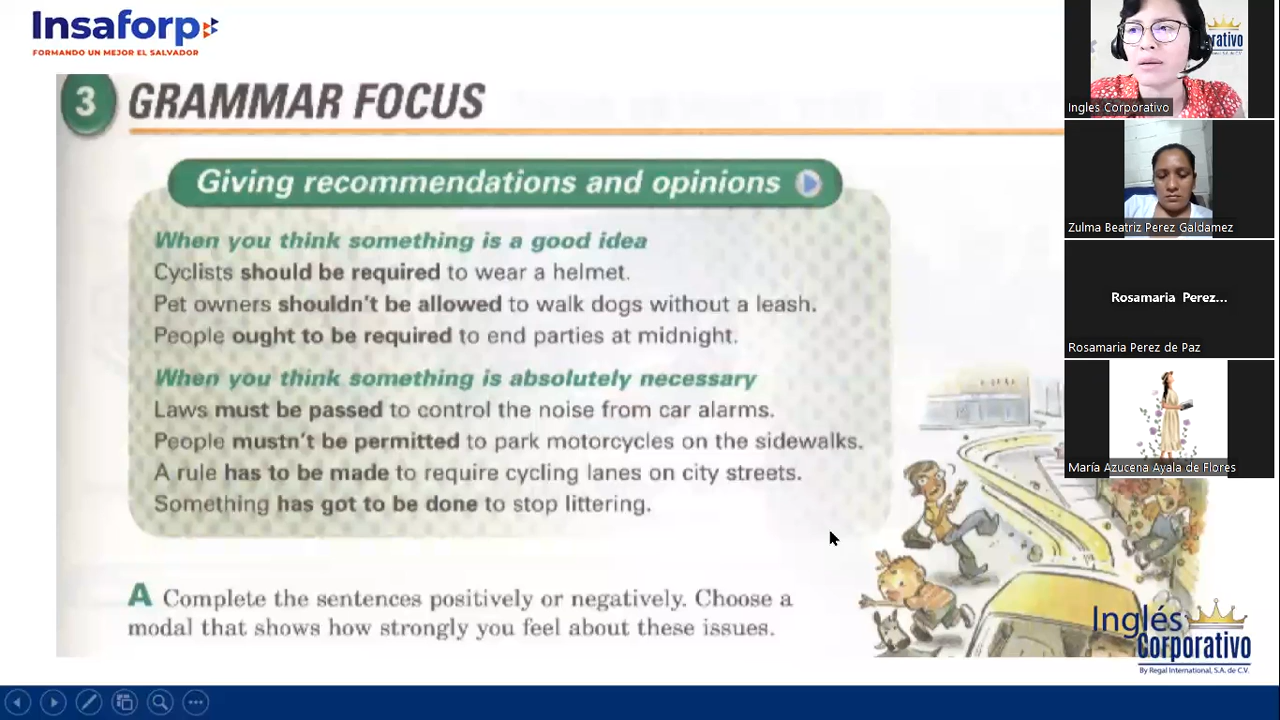 Insaforp
FORMANDO UN MEJOR EL SALVADOR
3 GRAMMAR FOCUS
Giving recommendations and opinions
When you think something is a good idea
Cyclists should be required to wear a helmet.
Pet owners shouldn't be allowed to walk dogs without a leash.
People ought to be required to end parties at midnight.
When you think something is absolutely necessary
Laws must be passed to control the noise from car alarms.
People mustn't be permitted to park motorcycles on the sidewalks.
A rule has to be made to require cycling lanes on city streets.
Something has got to be done to stop littering.
A Complete the sentences positively or negatively. Choose a
modal that shows how strongly you feel about these issues.
Inglés
Corporativo
By Regal International, S.A. de C.V.
orativo
Ingles Corporativo
Zulma Beatriz Perez Galdamez
Rosamaria Perez...
Rosamaria Perez de Paz
María Azucena Ayala de Flores